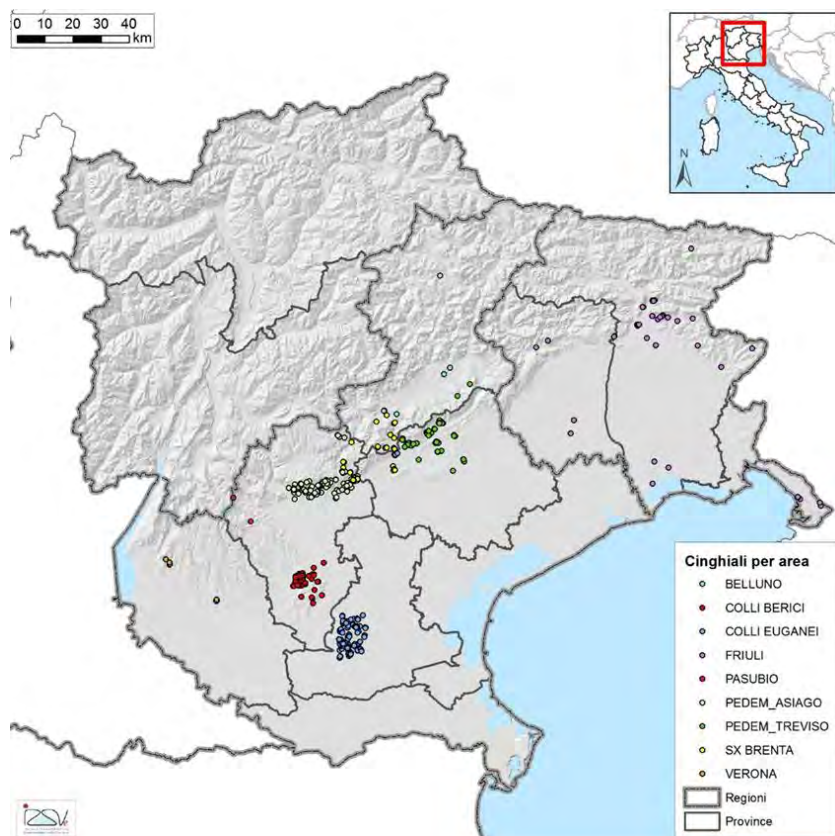 0 10 20 30 40
km
N
Cinghiali per area
BELLUNO
COLLI BERICI
COLLI EUGANEI
FRIULI
PASUBIO
PEDEM_ASIAGO
PEDEM_TREVISO
SX BRENTA
VERONA
Regioni
Province